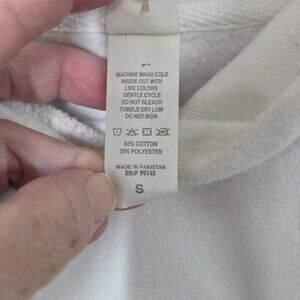 MACHINE WASH COLD
INSIDE OUT WITH
LIKE COLORS
GENTLE CYCLE
DO NOT BLEACH
TUMBLE DRY LOW
DO NOT IRON
65% COTTON
35% POLYESTER
MADE IN PAKISTAN
RN# 99148
S